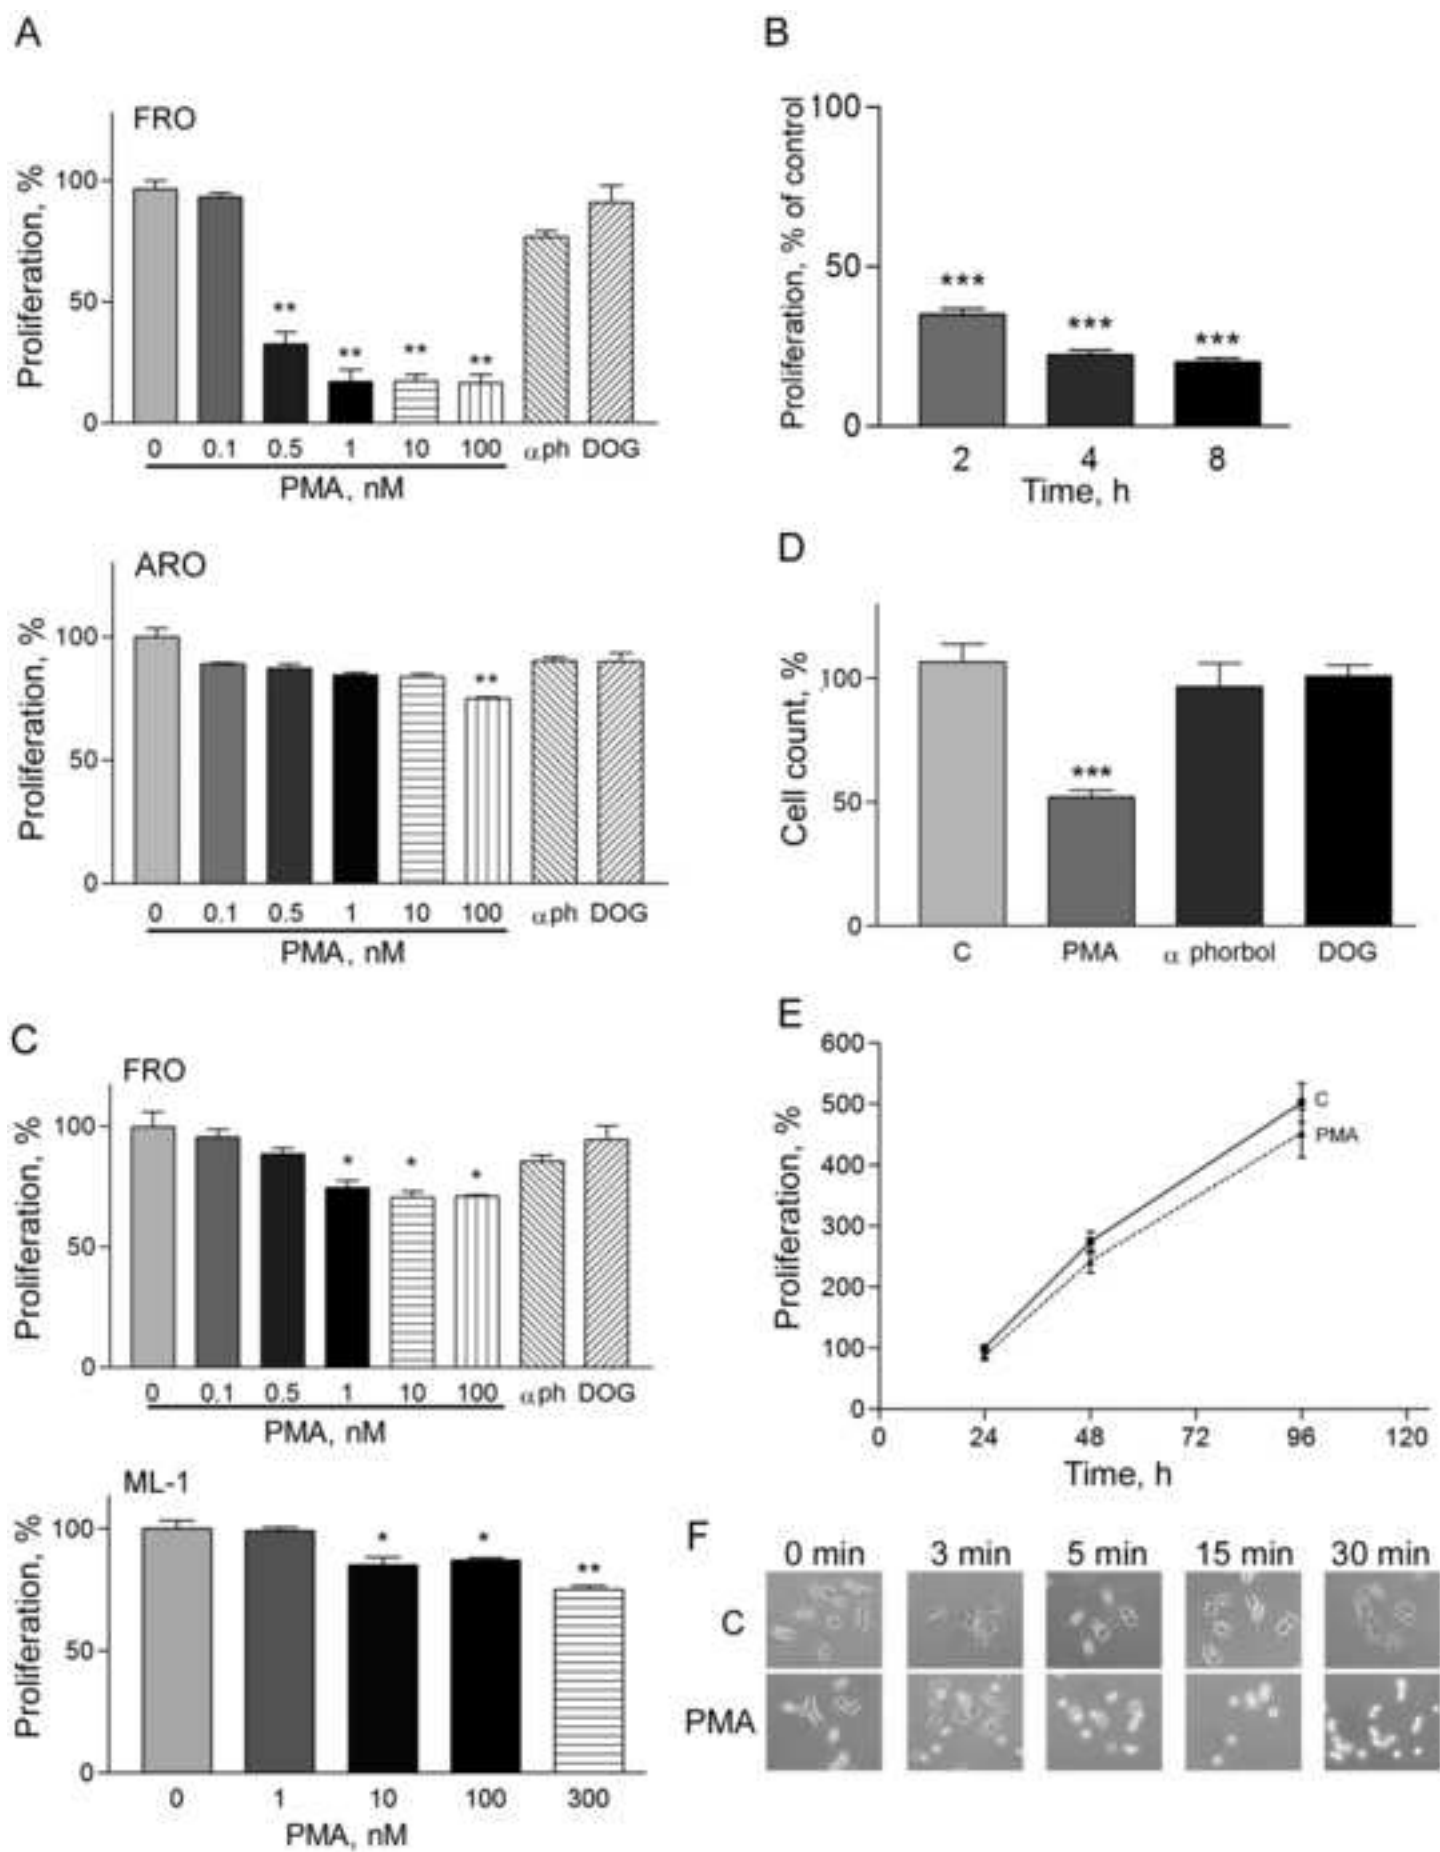 A
FRO
Proliferation, %
100
50
**
**
**
**
0
0 0.1 0.5 1 10 100 αph DOG
PMA, nM
ARO
Proliferation, %
100
50
**
0
0 0.1 0.5 1 10 100 αph DOG
PMA, nM
B
Proliferation, % of control
100
50
***
***
***
0
2 4 8
Time, h
D
Cell count, %
100
50
***
0
C PMA α phorbol DOG
C
FRO
Proliferation, %
100
50
*
*
*
0
0 0.1 0.5 1 10 100 αph DOG
PMA, nM
ML-1
Proliferation, %
100
50
*
*
**
0
0 1 10 100 300
PMA, nM
E
Proliferation, %
600
500
400
300
200
100
0
C
PMA
0 24 48 72 96 120
Time, h
F
0 min 3 min 5 min 15 min 30 min
C
PMA